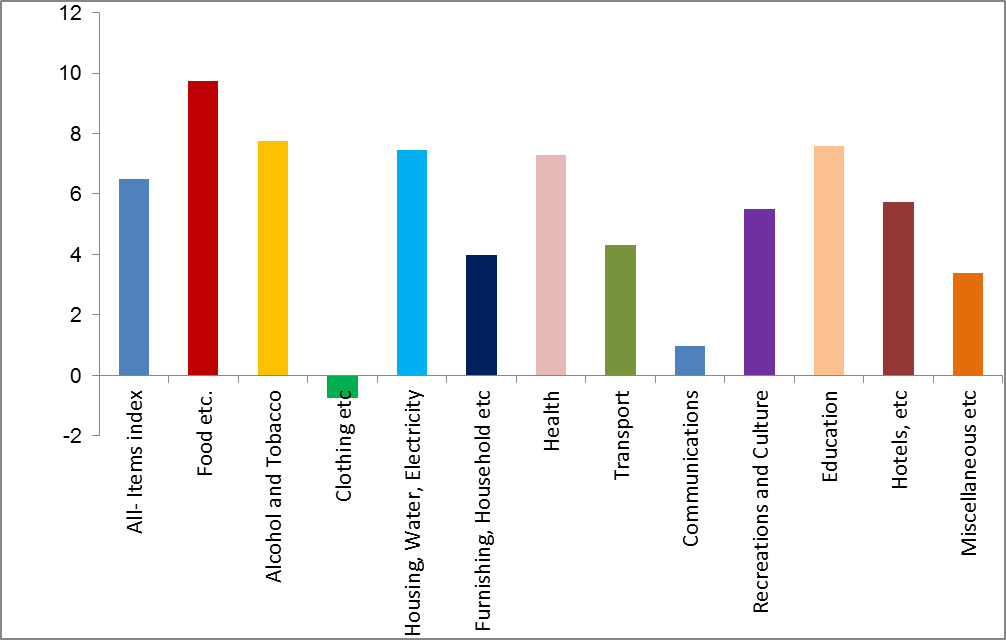 12
10
8
6
4
2
0
-2
All- Items index
Food etc.
Alcohol and Tobacco
Clothing etc
Housing, Water, Electricity
Furnishing, Household etc
Health
Transport
Communications
Recreations and Culture
Education
Hotels, etc
Miscellaneous etc